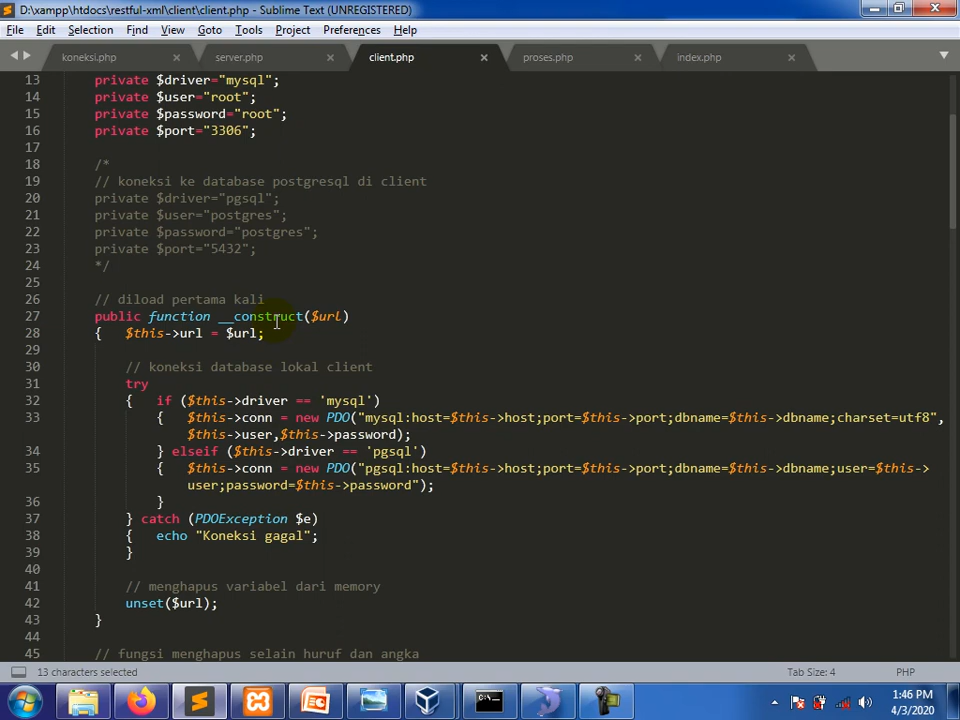 D:\xampp\htdocs\restful-xml\client\client.php - Sublime Text (UNREGISTERED)
File Edit Selection Find View Goto Tools Project Preferences Help
koneksi.php server.php client.php proses.php index.php
13 private $driver="mysql";
14 private $user="root";
15 private $password="root";
16 private $port="3306";
17
18 /*
19 // koneksi ke database postgresql di client
20 private $driver="pgsql";
21 private $user="postgres";
22 private $password="postgres";
23 private $port="5432";
24 */
25
26 // diload pertama kali
27 public function __construct($url)
28 { $this->url = $url;
29
30 // koneksi database lokal client
31 try
32 { if ($this->driver == 'mysql')
33 { $this->conn = new PDO("mysql:host=$this->host;port=$this->port;dbname=$this->dbname;charset=utf8",
$this->user,$this->password);
34 } elseif ($this->driver == 'pgsql')
35 { $this->conn = new PDO("pgsql:host=$this->host;port=$this->port;dbname=$this->dbname;user=$this->
user;password=$this->password");
36 }
37 } catch (PDOException $e)
38 { echo "Koneksi gagal";
39 }
40
41 // menghapus variabel dari memory
42 unset($url);
43 }
44
45 // fungsi menghapus selain huruf dan angka
13 characters selected Tab Size: 4 PHP
1:46 PM
4/3/2020